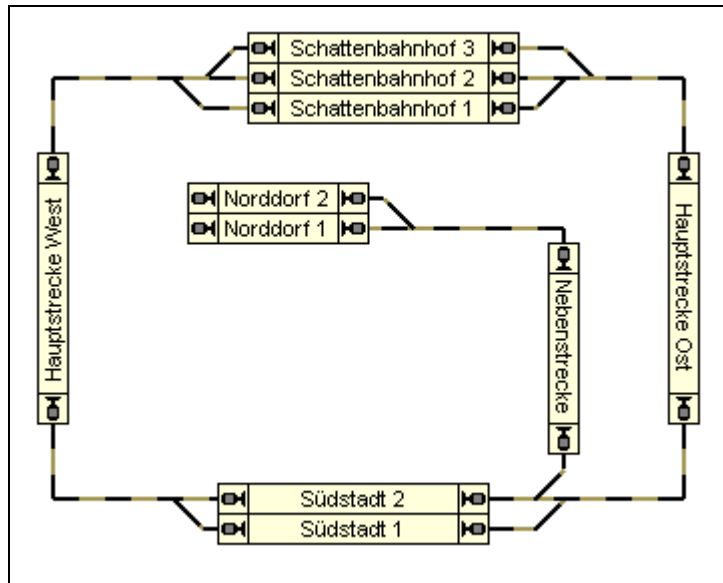 Schattenbahnhof 3
Schattenbahnhof 2
Schattenbahnhof 1
Hauptstrecke West
Norddorf 2
Norddorf 1
Nebenstrecke
Hauptstrecke Ost
Südstadt 2
Südstadt 1